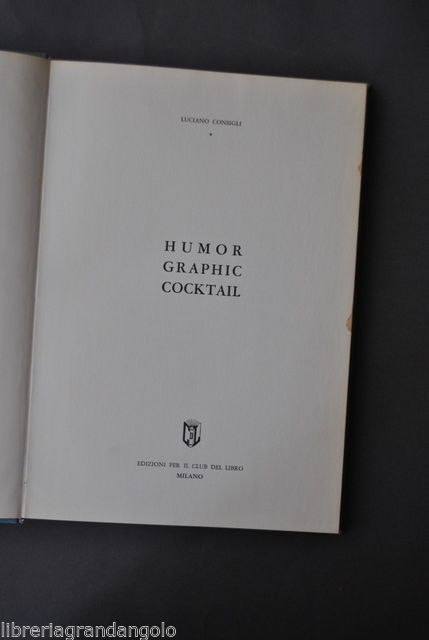 LUCIANO CONSIGLI
*
HUMOR
GRAPHIC
COCKTAIL
EDIZIONI PER IL CLUB DEL LIBRO
MILANO
libreriagrandangolo